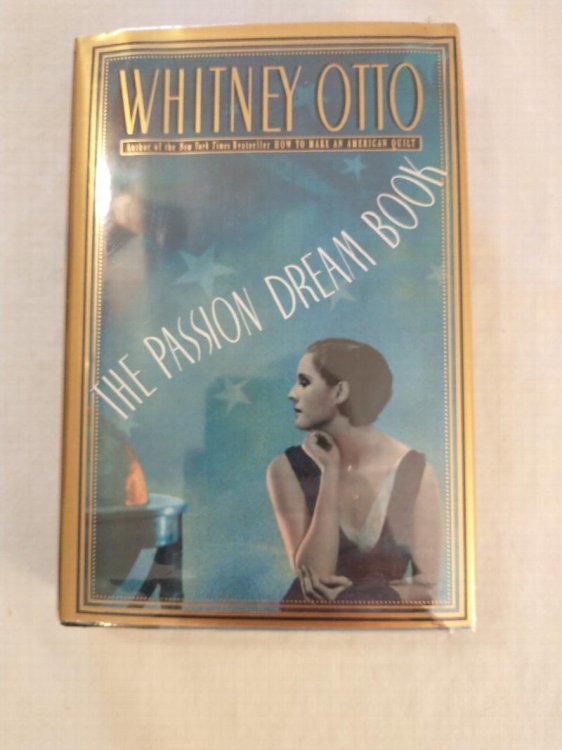 WHITNEY OTTO
Author of the New York Times Bestseller HOW TO MAKE AN AMERICAN QUILT
THE PASSION DREAM BOOK